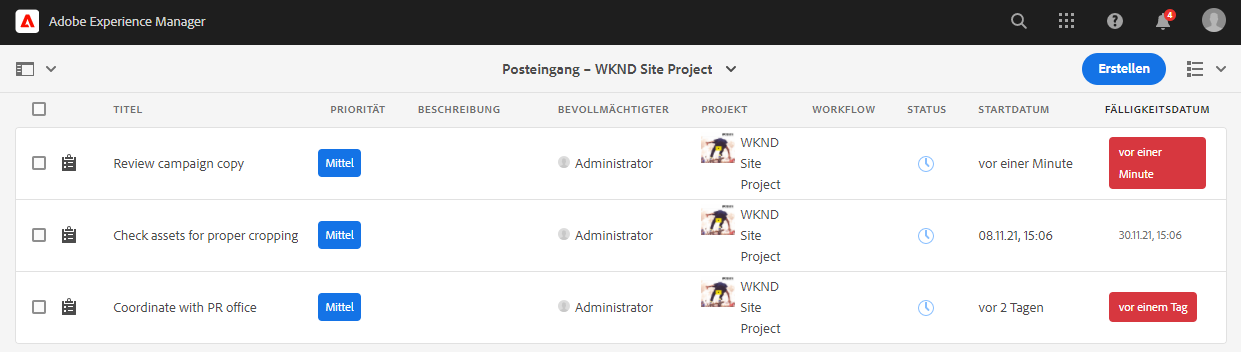 Adobe Experience Manager
4
Posteingang – WKND Site Project
Erstellen
TITEL PRIORITÄT BESCHREIBUNG BEVOLLMÄCHTIGTER PROJEKT WORKFLOW STATUS STARTDATUM FÄLLIGKEITSDATUM
Review campaign copy Mittel Administrator WKND Site Project vor einer Minute vor einer Minute
Check assets for proper cropping Mittel Administrator WKND Site Project 08.11.21, 15:06 30.11.21, 15:06
Coordinate with PR office Mittel Administrator WKND Site Project vor 2 Tagen vor einem Tag